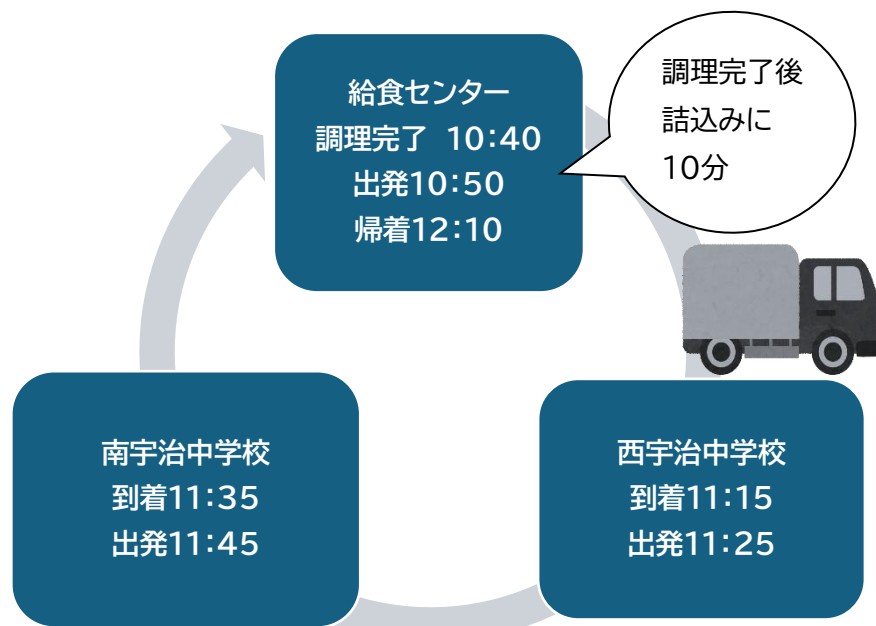 給食センター
調理完了 10:40
出発10:50
帰着12:10
調理完了後
詰込みに
10分
西宇治中学校
到着11:15
出発11:25
南宇治中学校
到着11:35
出発11:45